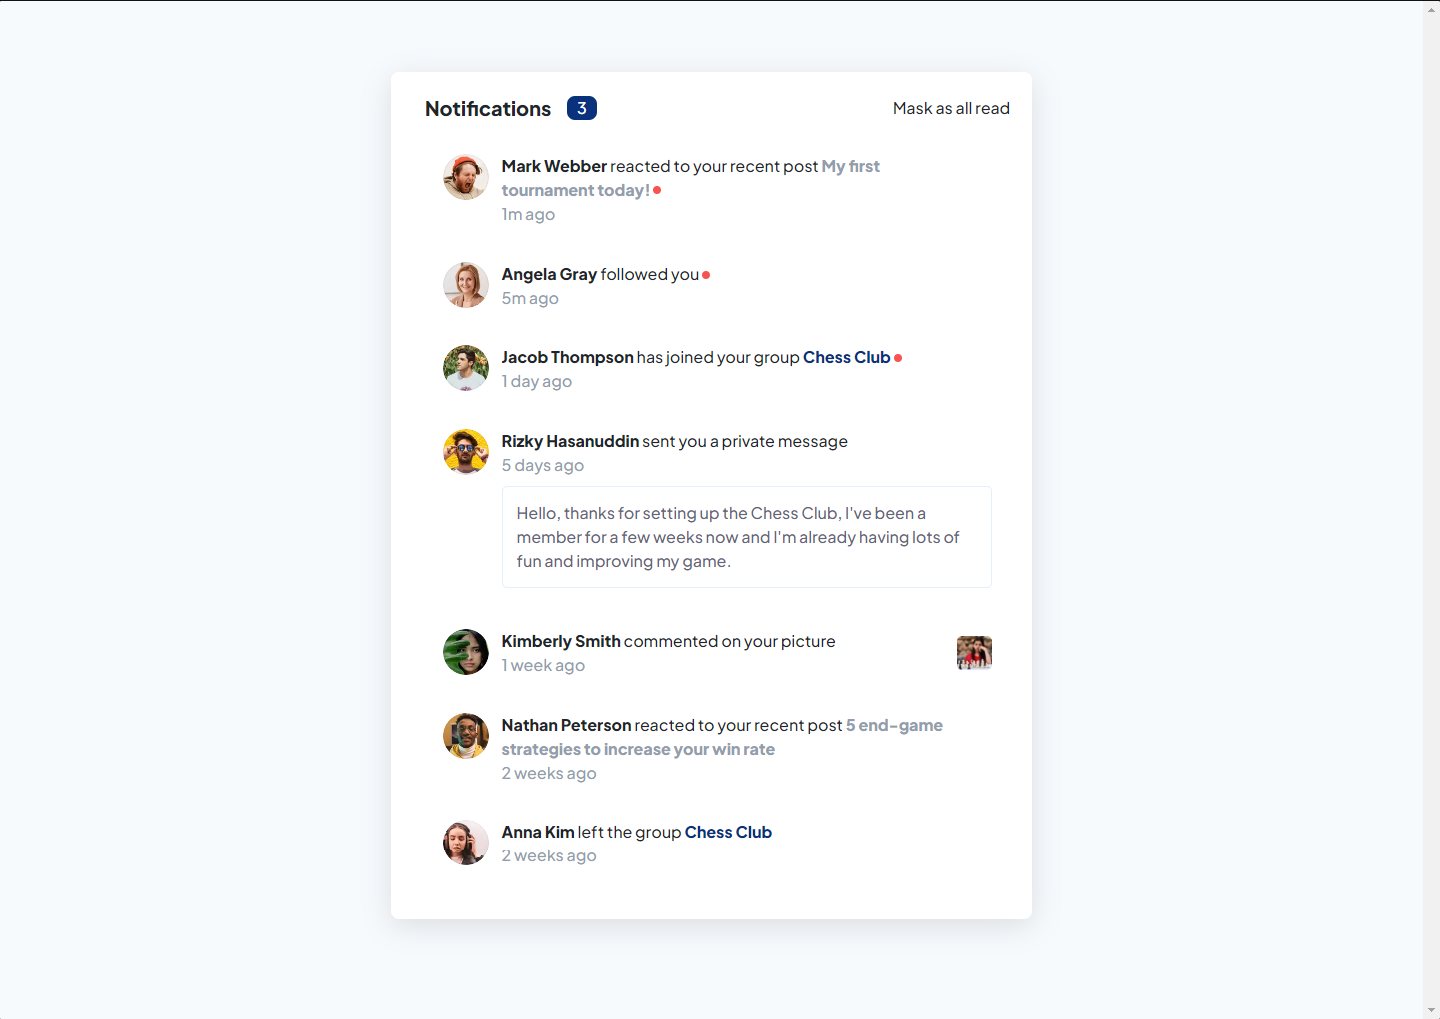 Notifications 3 Mask as all read
Mark Webber reacted to your recent post My first
tournament today!
1m ago
Angela Gray followed you
5m ago
Jacob Thompson has joined your group Chess Club
1 day ago
Rizky Hasanuddin sent you a private message
5 days ago
Hello, thanks for setting up the Chess Club, I've been a
member for a few weeks now and I'm already having lots of
fun and improving my game.
Kimberly Smith commented on your picture
1 week ago
Nathan Peterson reacted to your recent post 5 end-game
strategies to increase your win rate
2 weeks ago
Anna Kim left the group Chess Club
2 weeks ago